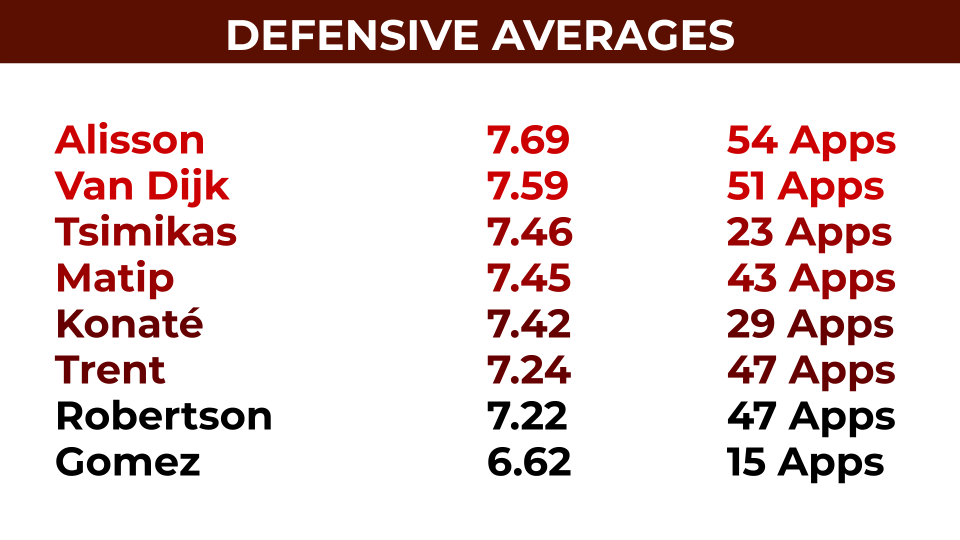 DEFENSIVE AVERAGES
Alisson 7.69 54 Apps
Van Dijk 7.59 51 Apps
Tsimikas 7.46 23 Apps
Matip 7.45 43 Apps
Konaté 7.42 29 Apps
Trent 7.24 47 Apps
Robertson 7.22 47 Apps
Gomez 6.62 15 Apps